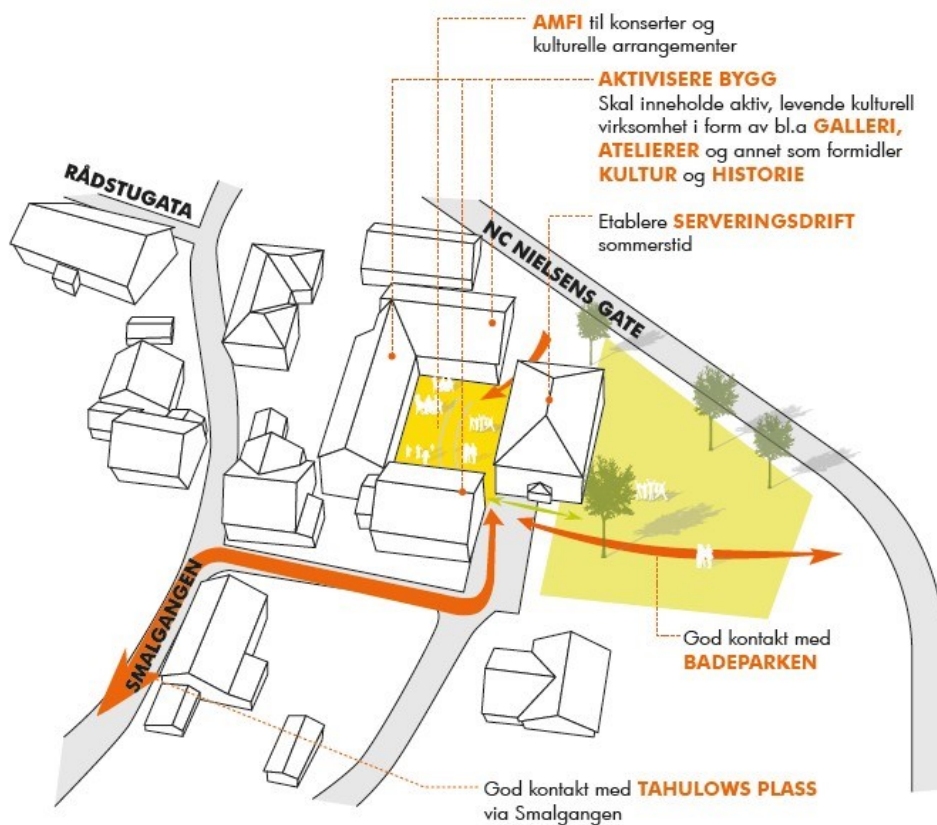 AMFI til konserter og
kulturelle arrangementer
AKTIVISERE BYGG
Skal inneholde aktiv, levende kulturell
virksomhet i form av bl.a GALLERI,
ATELIERER og annet som formidler
KULTUR og HISTORIE
RÅDSTUGATA
Etablere SERVERINGSDRIFT
sommerstid
NC NIELSENS GATE
SMALGANGEN
God kontakt med
BADEPARKEN
God kontakt med TAHULOWS PLASS
via Smalgangen